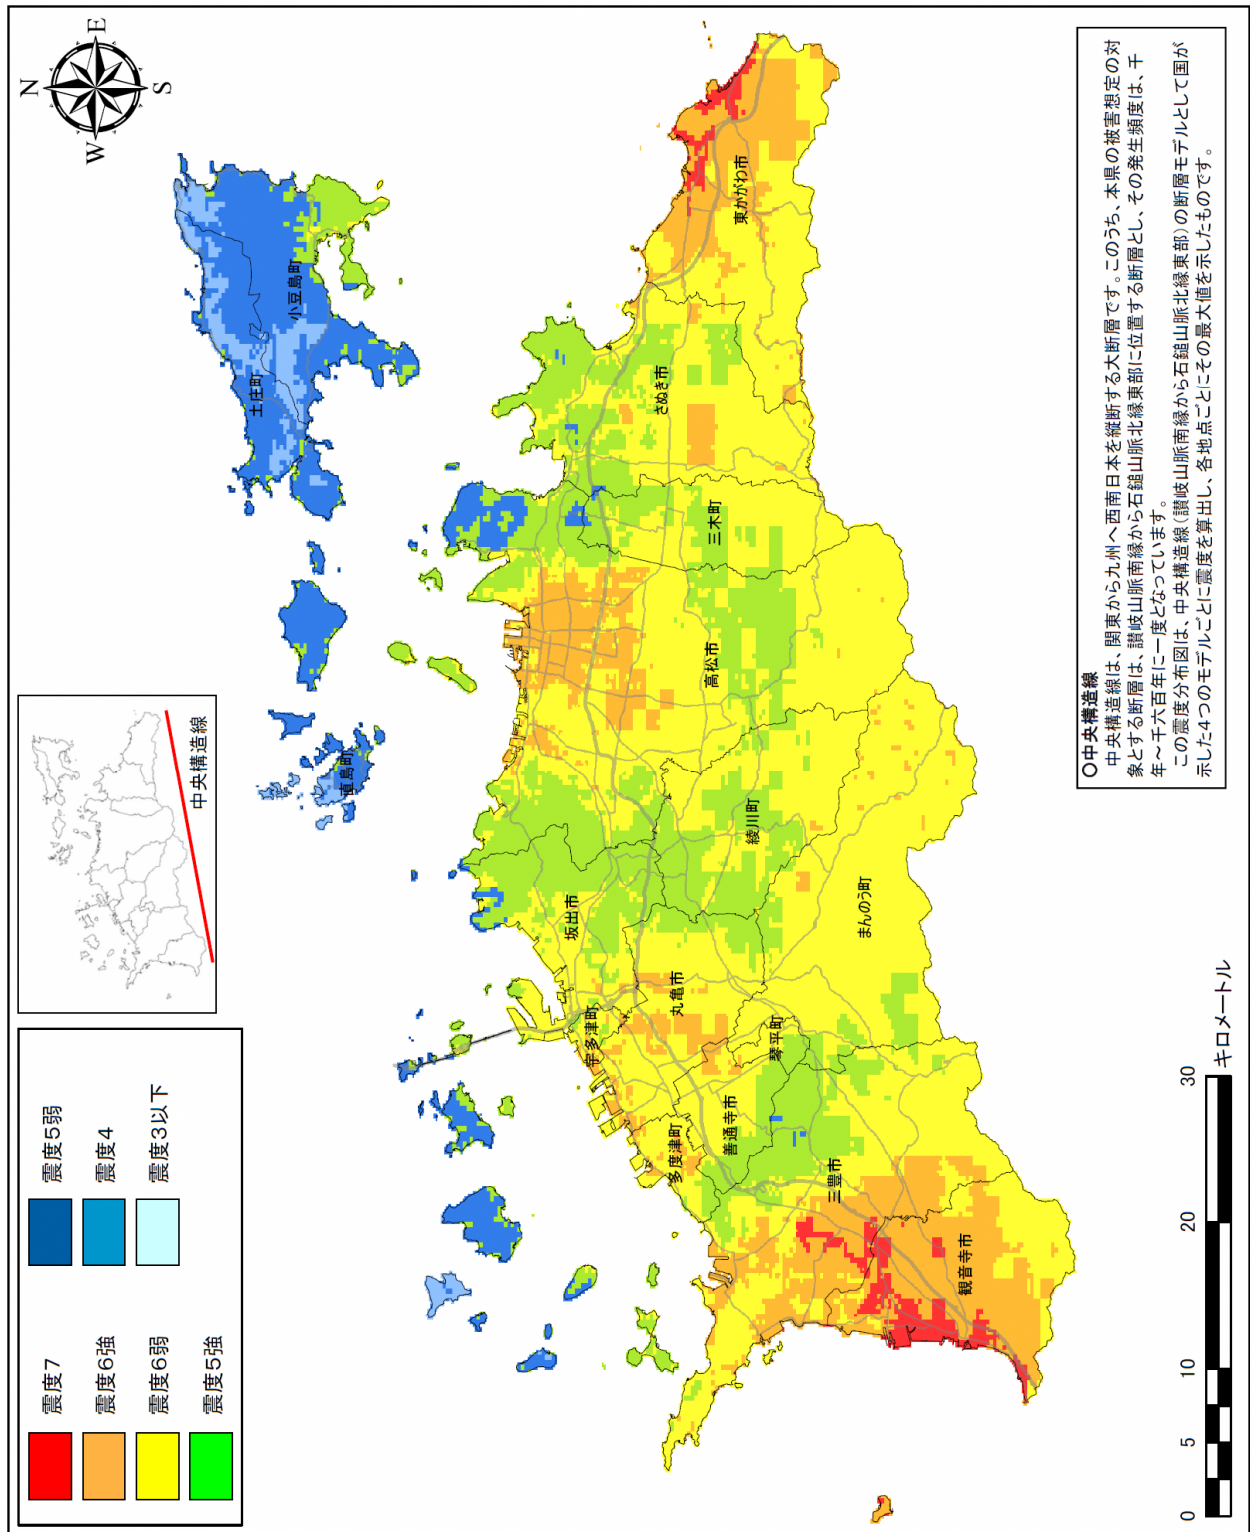 N
E
S
W
震度7
震度6強
震度6弱
震度5強
震度5弱
震度4
震度3以下
中央構造線
土庄町
小豆島町
直島町
東かがわ市
さぬき市
三木町
高松市
綾川町
坂出市
まんのう町
丸亀市
宇多津町
琴平町
善通寺市
多度津町
三豊市
観音寺市
0 5 10 20 30
キロメートル
〇中央構造線
中央構造線は、関東から九州へ西南日本を縦断する大断層です。このうち、本県の被害想定の対
象とする断層は、讃岐山脈南縁から石鎚山脈北縁東部に位置する断層とし、その発生頻度は、千
年～千六百年に一度となっています。
この震度分布図は、中央構造線(讃岐山脈南縁から石鎚山脈北縁東部)の断層モデルとして国が
示した4つのモデルごとに震度を算出し、各地点ごとにその最大値を示したものです。